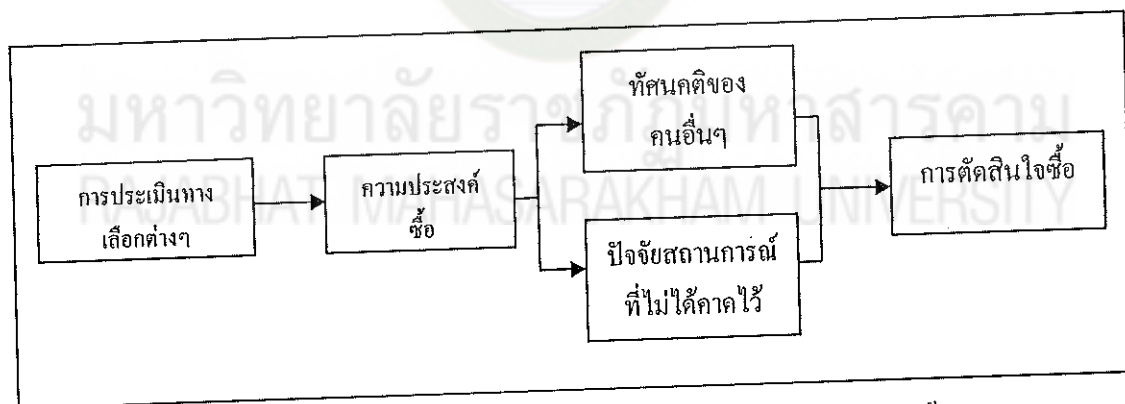 มหาวิทยาลัยราชภัฏมหาสารคาม
RAJABHAT MAHASARAKHAM UNIVERSITY
การประเมินทาง
เลือกต่างๆ
ความประสงค์
ซื้อ
ทัศนคติของ
คนอื่นๆ
ปัจจัยสถานการณ์
ที่ไม่ได้คาดไว้
การตัดสินใจซื้อ